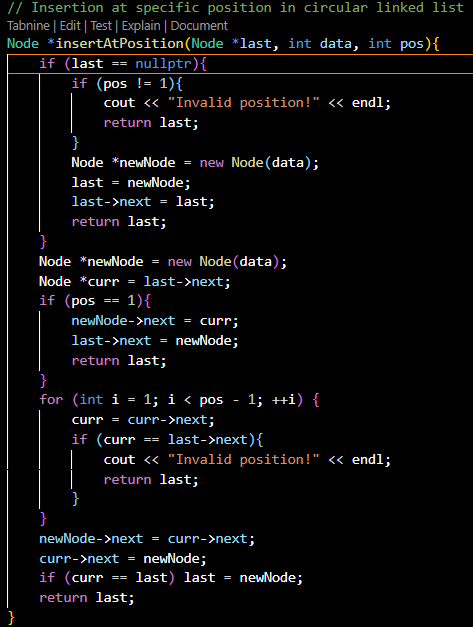 // Insertion at specific position in circular linked list
Tabnine | Edit | Test | Explain | Document
Node *insertAtPosition(Node *last, int data, int pos){
    if (last == nullptr){
        if (pos != 1){
            cout << "Invalid position!" << endl;
            return last;
        }
        Node *newNode = new Node(data);
        last = newNode;
        last->next = last;
        return last;
    }
    Node *newNode = new Node(data);
    Node *curr = last->next;
    if (pos == 1){
        newNode->next = curr;
        last->next = newNode;
        return last;
    }
    for (int i = 1; i < pos - 1; ++i) {
        curr = curr->next;
        if (curr == last->next){
            cout << "Invalid position!" << endl;
            return last;
        }
    }
    newNode->next = curr->next;
    curr->next = newNode;
    if (curr == last) last = newNode;
    return last;
}